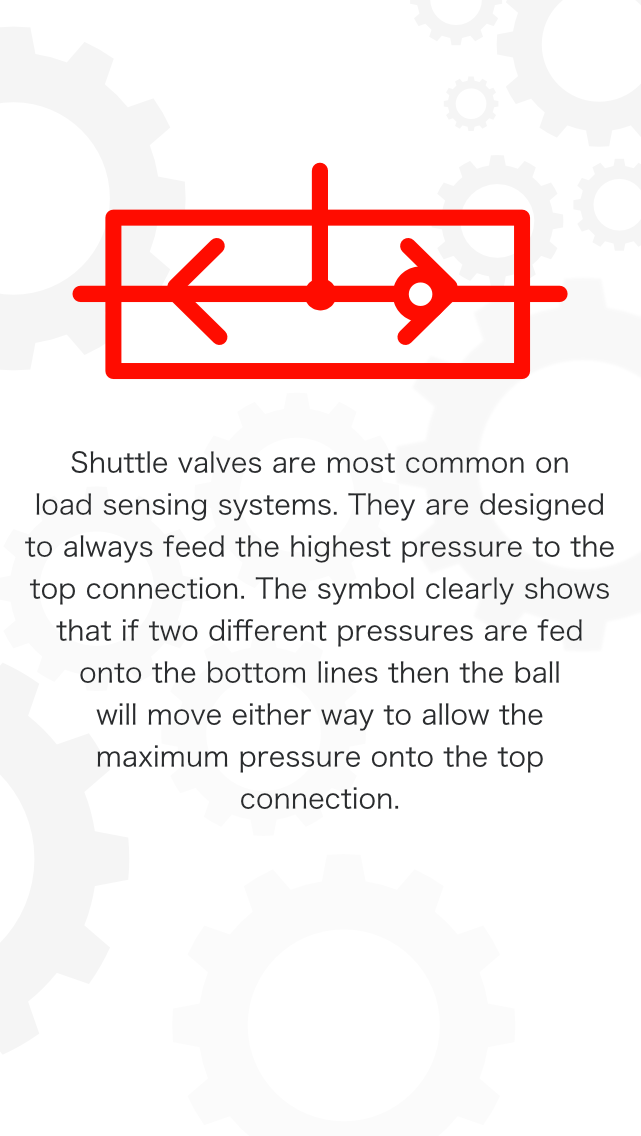 Shuttle valves are most common on
load sensing systems. They are designed
to always feed the highest pressure to the
top connection. The symbol clearly shows
that if two different pressures are fed
onto the bottom lines then the ball
will move either way to allow the
maximum pressure onto the top
connection.